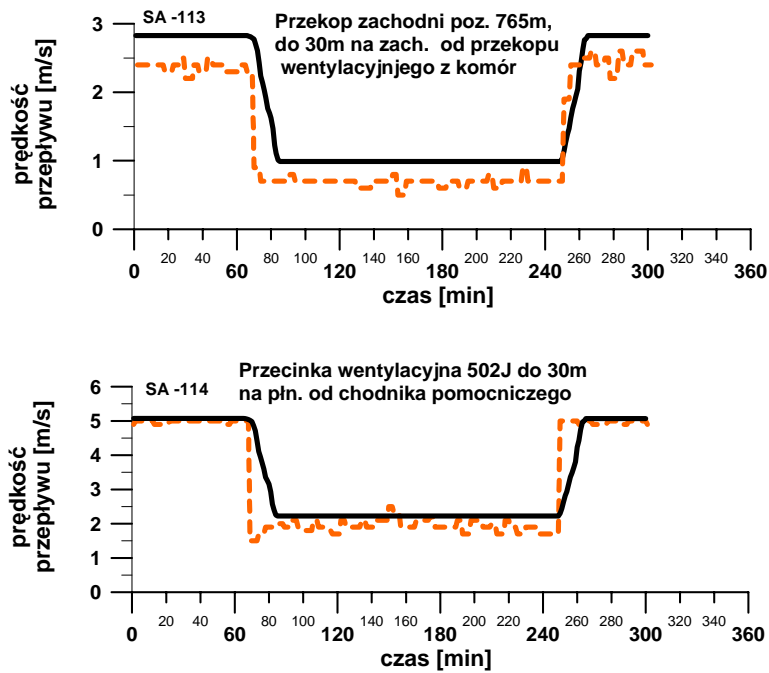 SA -113
Przekop zachodni poz. 765m,
do 30m na zach. od przekopu
wentylacyjnjego z komór
prędkość
przepływu [m/s]
3
2
1
0
20 40 80 100 140 160 200 220 260 280 320 340
0 60 120 180 240 300 360
czas [min]
SA -114
Przecinka wentylacyjna 502J do 30m
na płn. od chodnika pomocniczego
prędkość
przepływu [m/s]
6
5
4
3
2
1
0
20 40 80 100 140 160 200 220 260 280 320 340
0 60 120 180 240 300 360
czas [min]